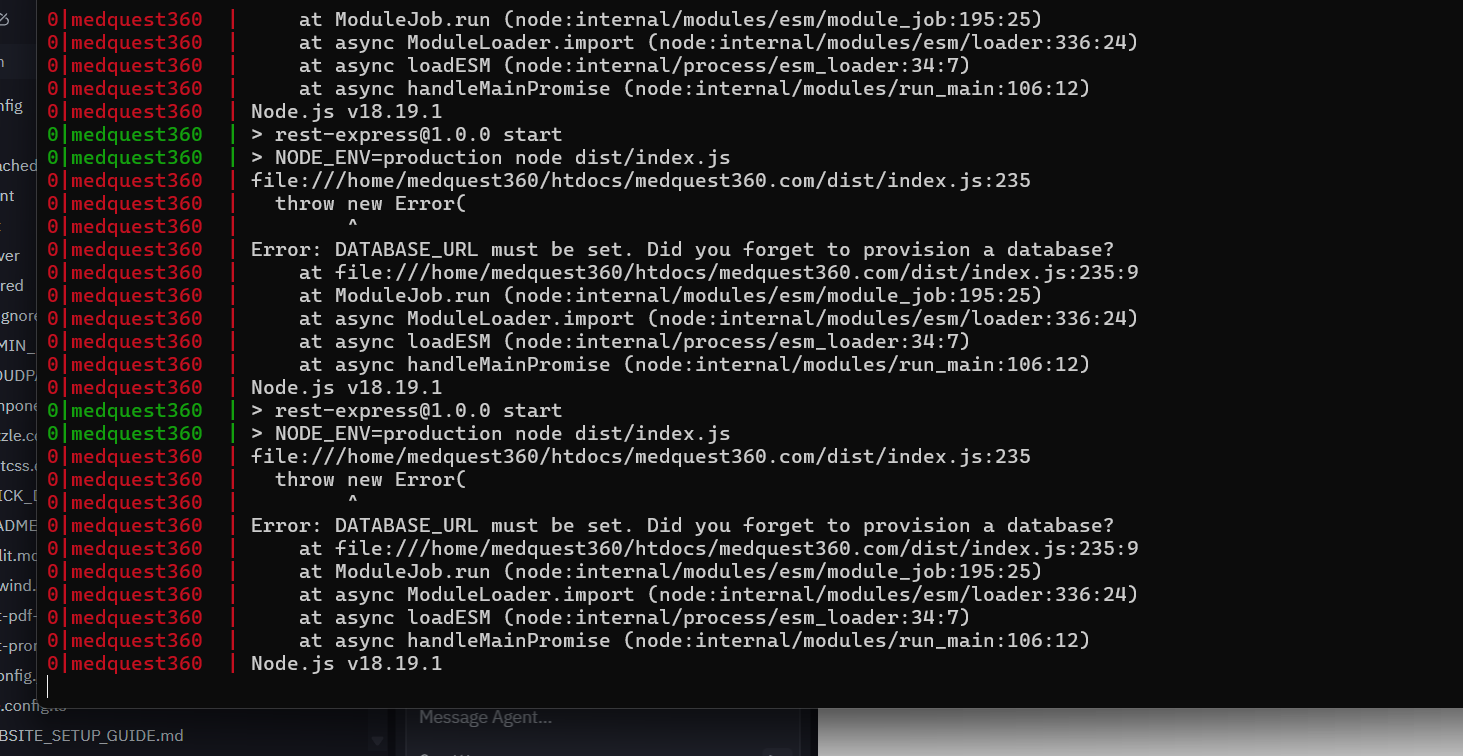 0|medquest360  |     at ModuleJob.run (node:internal/modules/esm/module_job:195:25)
0|medquest360  |     at async ModuleLoader.import (node:internal/modules/esm/loader:336:24)
0|medquest360  |     at async loadESM (node:internal/process/esm_loader:34:7)
0|medquest360  |     at async handleMainPromise (node:internal/modules/run_main:106:12)
0|medquest360  | Node.js v18.19.1
0|medquest360  | > rest-express@1.0.0 start
0|medquest360  | > NODE_ENV=production node dist/index.js
0|medquest360  | file:///home/medquest360/htdocs/medquest360.com/dist/index.js:235
0|medquest360  |   throw new Error(
0|medquest360  |         ^
0|medquest360  | Error: DATABASE_URL must be set. Did you forget to provision a database?
0|medquest360  |     at file:///home/medquest360/htdocs/medquest360.com/dist/index.js:235:9
0|medquest360  |     at ModuleJob.run (node:internal/modules/esm/module_job:195:25)
0|medquest360  |     at async ModuleLoader.import (node:internal/modules/esm/loader:336:24)
0|medquest360  |     at async loadESM (node:internal/process/esm_loader:34:7)
0|medquest360  |     at async handleMainPromise (node:internal/modules/run_main:106:12)
0|medquest360  | Node.js v18.19.1
0|medquest360  | > rest-express@1.0.0 start
0|medquest360  | > NODE_ENV=production node dist/index.js
0|medquest360  | file:///home/medquest360/htdocs/medquest360.com/dist/index.js:235
0|medquest360  |   throw new Error(
0|medquest360  |         ^
0|medquest360  | Error: DATABASE_URL must be set. Did you forget to provision a database?
0|medquest360  |     at file:///home/medquest360/htdocs/medquest360.com/dist/index.js:235:9
0|medquest360  |     at ModuleJob.run (node:internal/modules/esm/module_job:195:25)
0|medquest360  |     at async ModuleLoader.import (node:internal/modules/esm/loader:336:24)
0|medquest360  |     at async loadESM (node:internal/process/esm_loader:34:7)
0|medquest360  |     at async handleMainPromise (node:internal/modules/run_main:106:12)
0|medquest360  | Node.js v18.19.1
nfig
ached
nt
ver
red
gnore
MIN_
OUDPA
npone
zzle.co
tcss.
ICK_D
ADME
lit.md
wind.
t-pdf-
t-pror
onfig.
.config.ts
BSITE_SETUP_GUIDE.md
Message Agent...